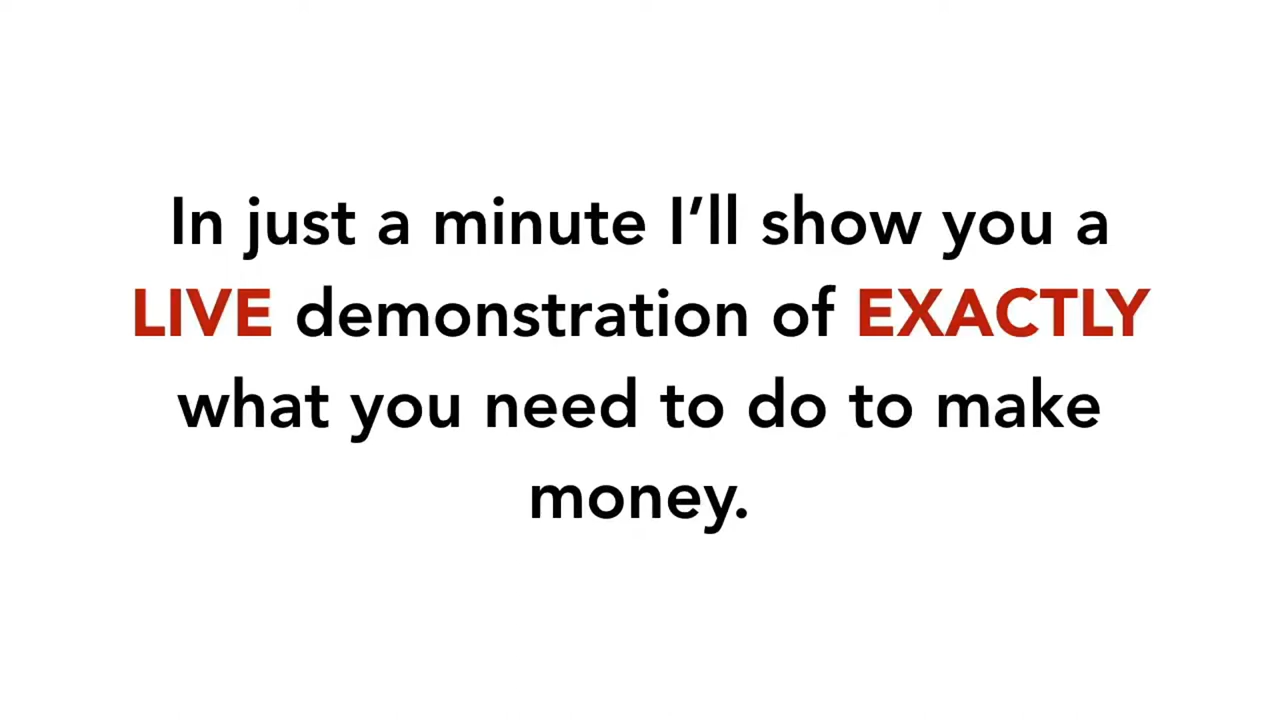 In just a minute I’ll show you a
LIVE demonstration of EXACTLY
what you need to do to make
money.